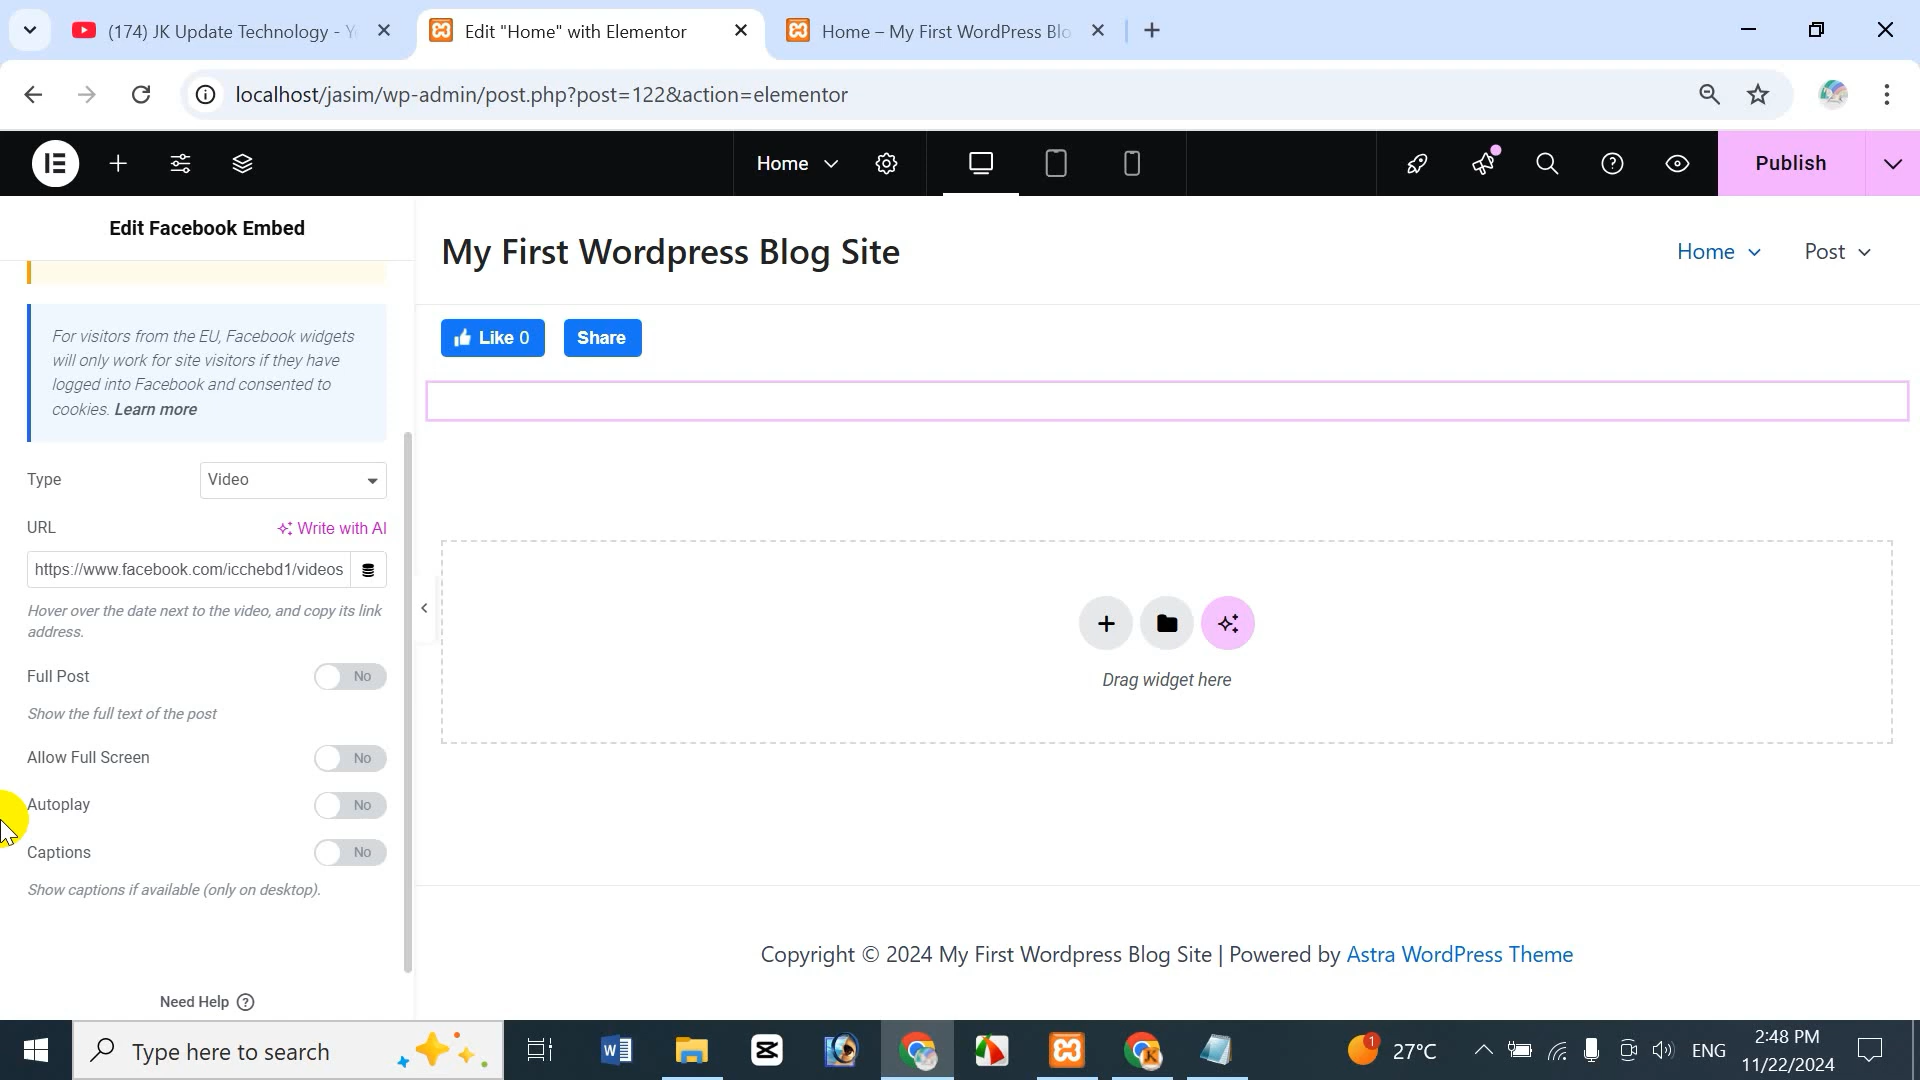 (174) JK Update Technology - Y
Edit "Home" with Elementor
Home – My First WordPress Blo
localhost/jasim/wp-admin/post.php?post=122&action=elementor
Home
Publish
Edit Facebook Embed
My First Wordpress Blog Site
Home
Post
For visitors from the EU, Facebook widgets
will only work for site visitors if they have
logged into Facebook and consented to
cookies. Learn more
Like 0
Share
Type
Video
URL
Write with AI
https://www.facebook.com/icchebd1/videos
Hover over the date next to the video, and copy its link
address.
Full Post
No
Show the full text of the post
Allow Full Screen
No
Autoplay
No
Captions
No
Show captions if available (only on desktop).
Drag widget here
Copyright © 2024 My First Wordpress Blog Site | Powered by Astra WordPress Theme
Need Help
Type here to search
1
27°C
ENG
2:48 PM
11/22/2024